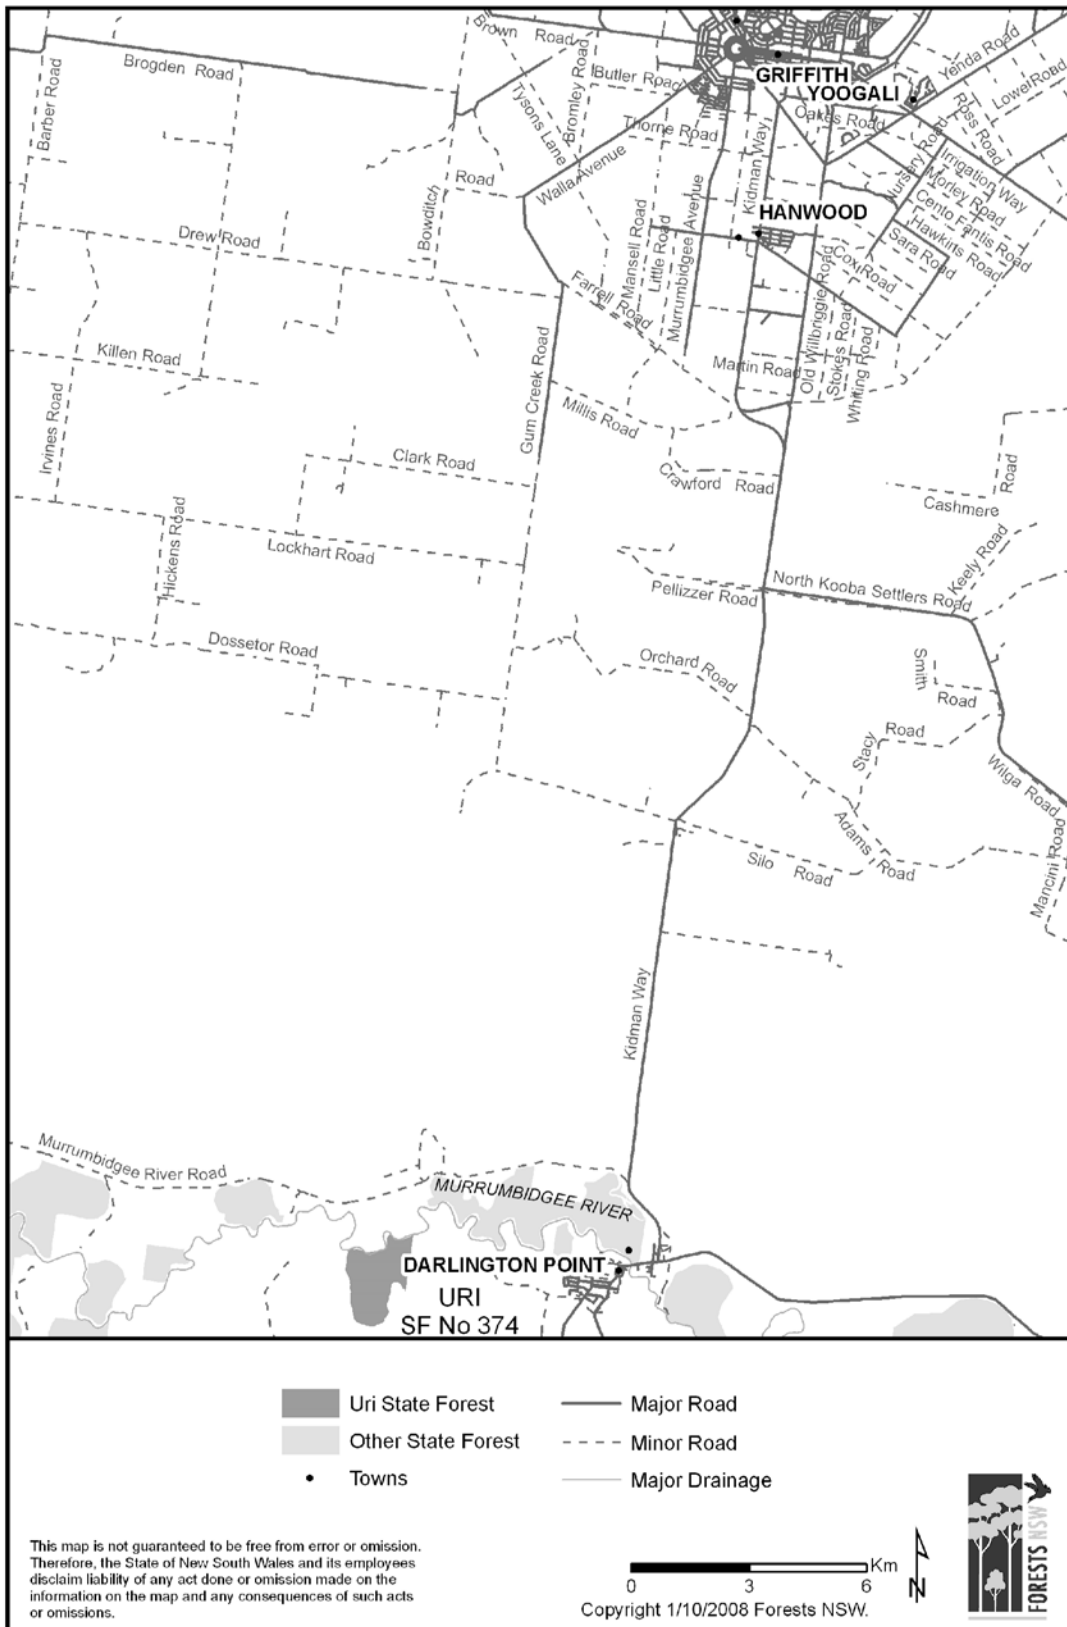 Brown Road
Yenda Road
Brogden Road
Barber Road
Butler Road
GRIFFITH
YOOGALI
Lowel Road
Tysons Lane
Bromley Road
Ross Road
Oakes Road
Thorne Road
Nursery Road
Irrigation Way
Kidman Way
Morley Road
Walla Avenue
Road
Bowditch
Cento Fantis Road
HANWOOD
Hawkins Road
Sara Road
Drew Road
Mansell Road
Little Road
Murrumbidgee Avenue
Cox Road
Farrell Road
Old Willbriggie Road
Stokes Road
Whiting Road
Killen Road
Gum Creek Road
Martin Road
Irvines Road
Millis Road
Clark Road
Crawford Road
Cashmere Road
Hickens Road
Lockhart Road
Keely Road
Pellizzer Road
North Kooba Settlers Road
Dossetor Road
Orchard Road
Smith Road
Stacy Road
Wilga Road
Adams Road
Silo Road
Mancini Road
Kidman Way
Murrumbidgee River Road
MURRUMBIDGEE RIVER
DARLINGTON POINT
URI
SF No 374
Uri State Forest
Other State Forest
Towns
Major Road
Minor Road
Major Drainage
This map is not guaranteed to be free from error or omission.
Therefore, the State of New South Wales and its employees
disclaim liability of any act done or omission made on the
information on the map and any consequences of such acts
or omissions.
Km
0 3 6
Copyright 1/10/2008 Forests NSW.
N
FORESTS NSW